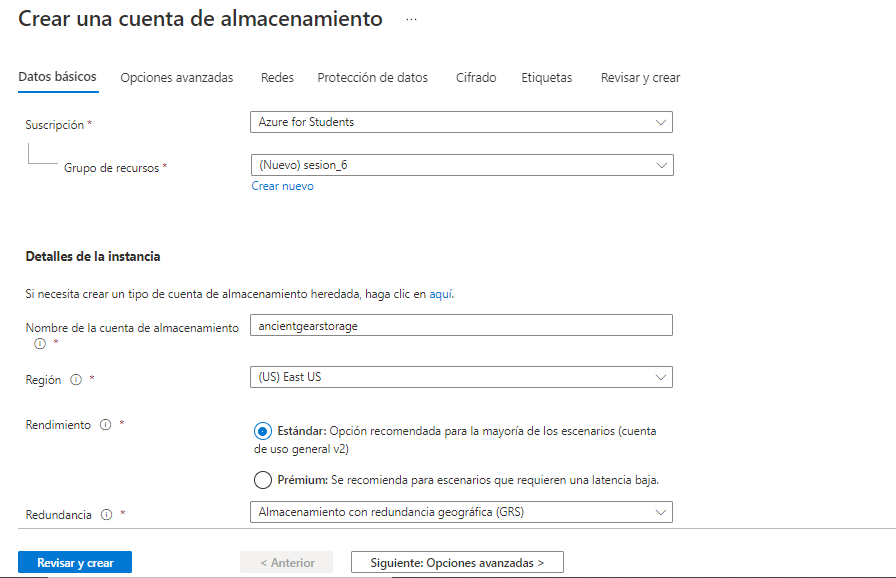 Crear una cuenta de almacenamiento ...
Datos básicos Opciones avanzadas Redes Protección de datos Cifrado Etiquetas Revisar y crear
Suscripción * Azure for Students
Grupo de recursos * (Nuevo) sesion_6
Crear nuevo
Detalles de la instancia
Si necesita crear un tipo de cuenta de almacenamiento heredada, haga clic en aquí.
Nombre de la cuenta de almacenamiento * ancientgearstorage
Región * (US) East US
Rendimiento * Estándar: Opción recomendada para la mayoría de los escenarios (cuenta
de uso general v2)
Prémium: Se recomienda para escenarios que requieren una latencia baja.
Redundancia * Almacenamiento con redundancia geográfica (GRS)
Revisar y crear < Anterior Siguiente: Opciones avanzadas >